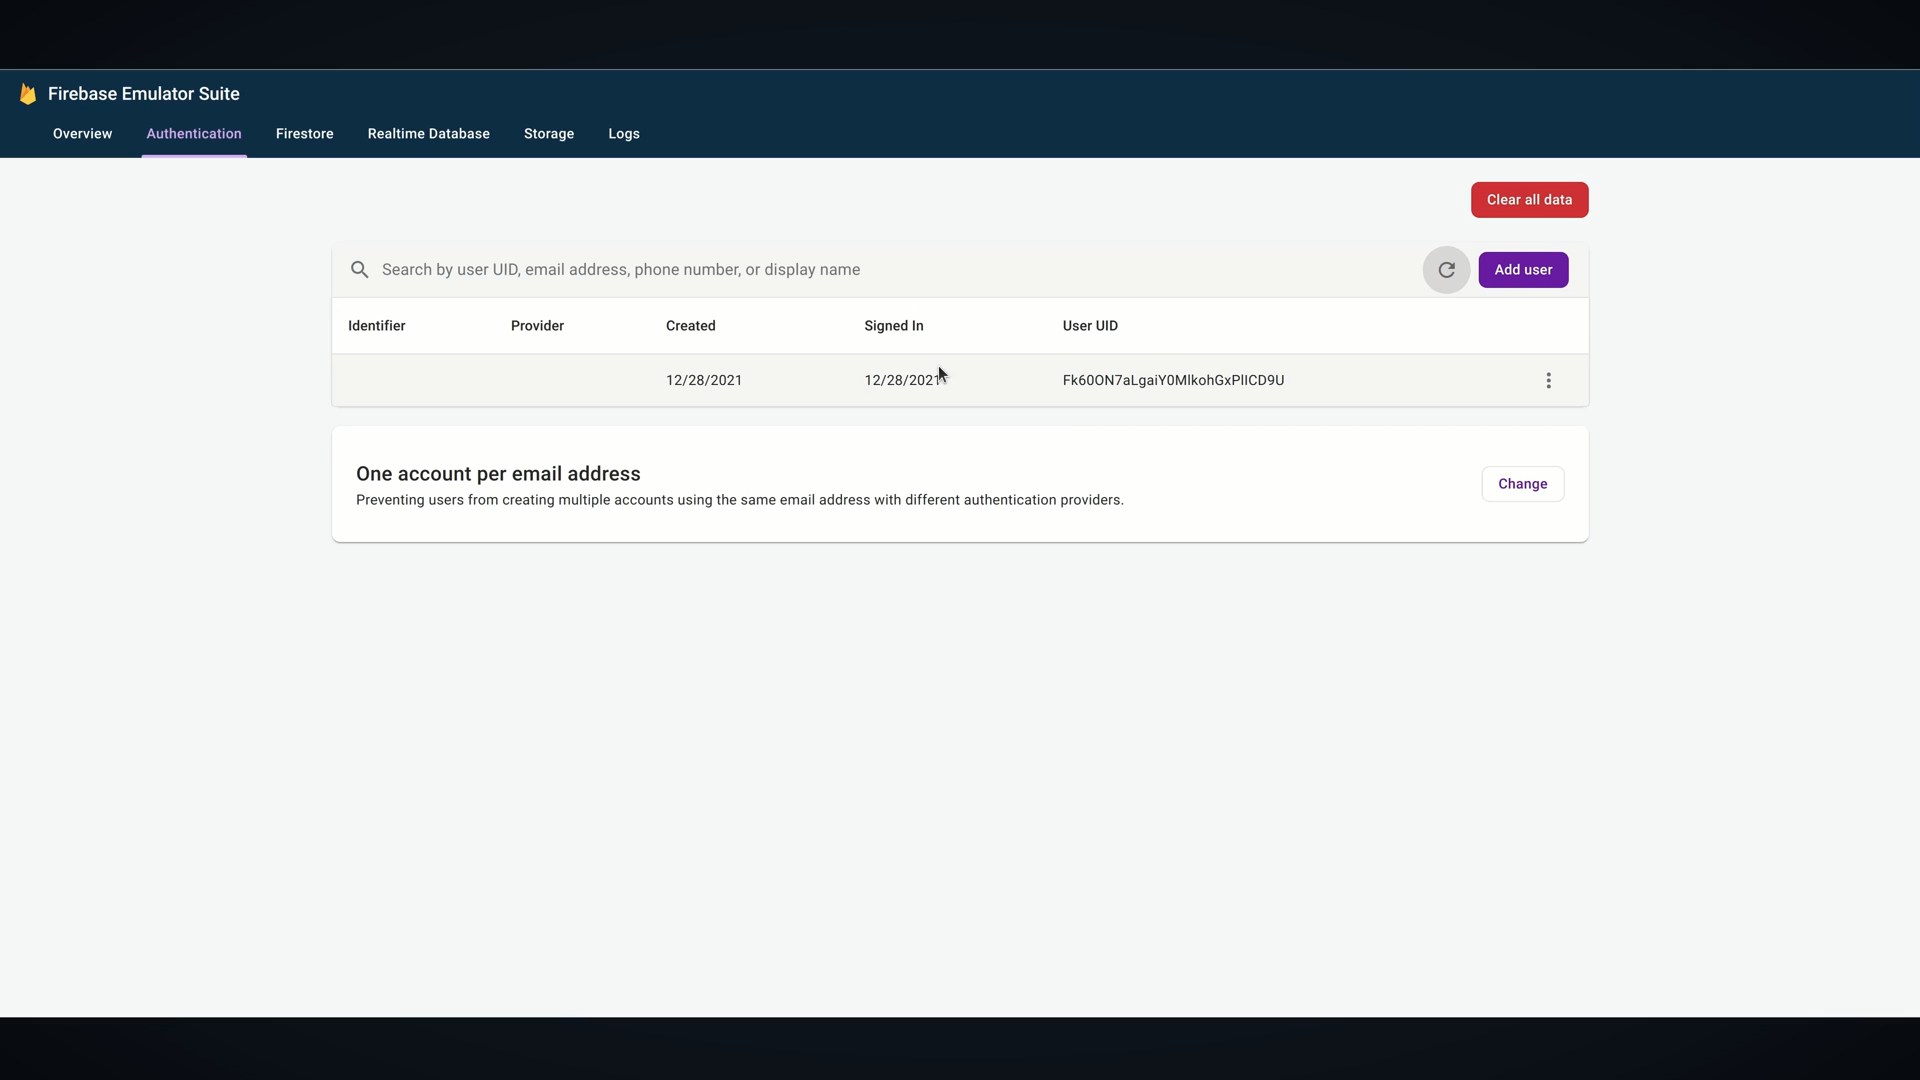 Firebase Emulator Suite
Overview Authentication Firestore Realtime Database Storage Logs
Clear all data
Search by user UID, email address, phone number, or display name Add user
Identifier Provider Created Signed In User UID
12/28/2021 12/28/2021 Fk60ON7aLgaiY0MlkohGxPlICD9U
One account per email address
Preventing users from creating multiple accounts using the same email address with different authentication providers.
Change